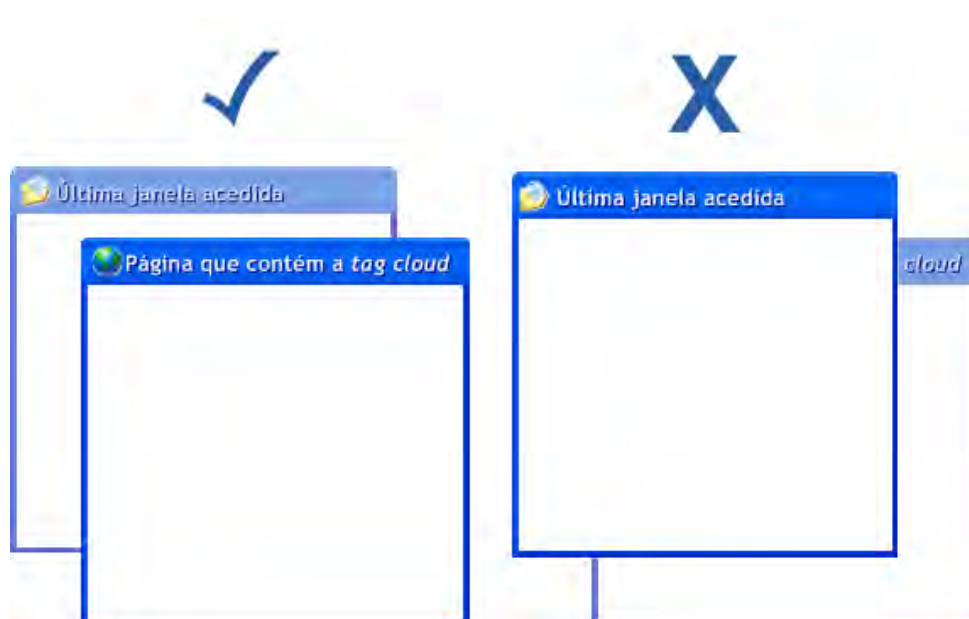 ✓ X
Última janela acedida
Página que contém a tag cloud
Última janela acedida
cloud